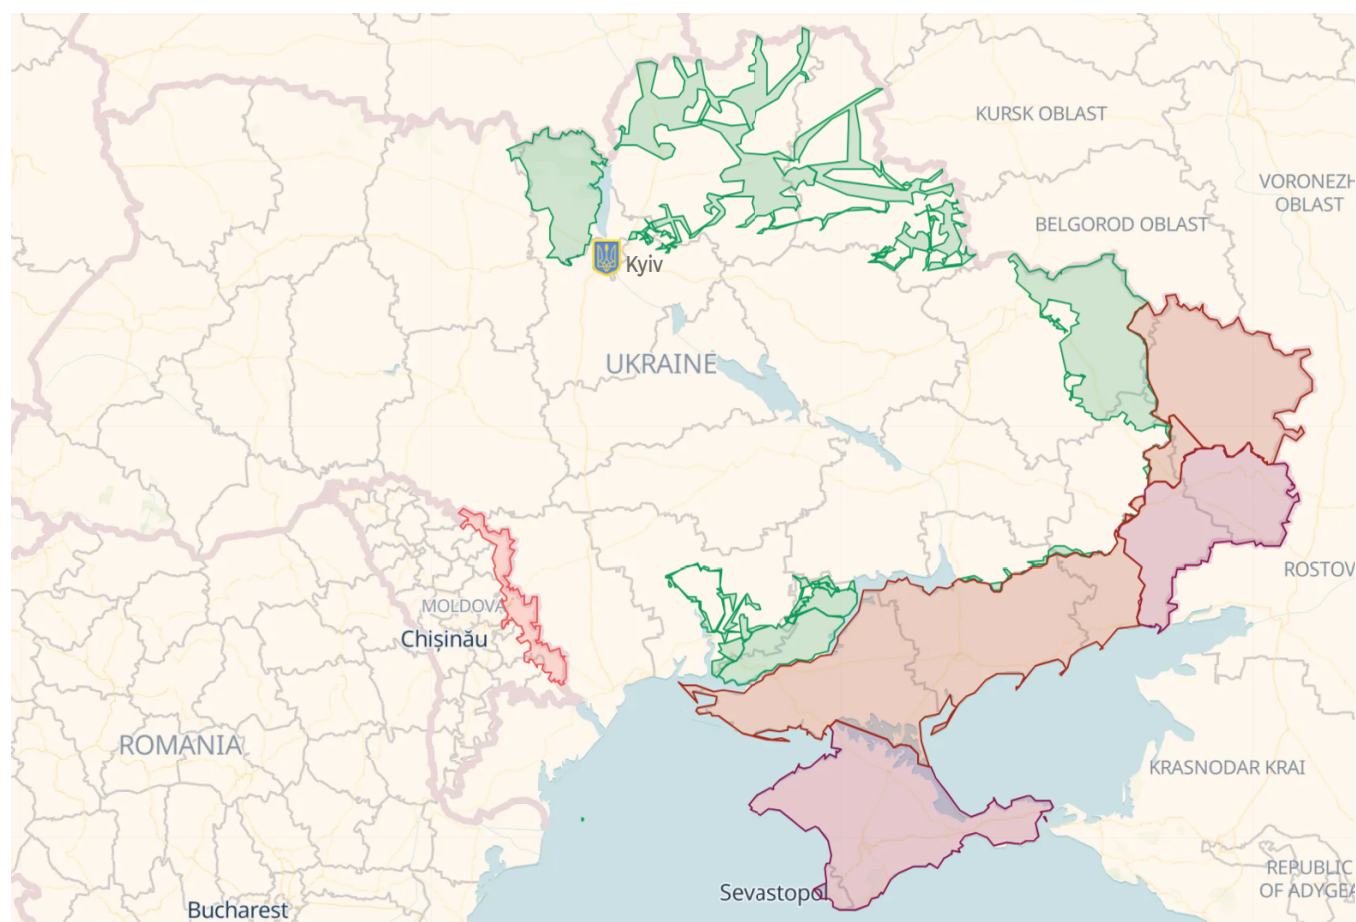 KURSK OBLAST
VORONEZH
OBLAST
BELGOROD OBLAST
Kyiv
UKRAINE
ROSTOV
MOLDOVA
Chișinău
ROMANIA
KRASNODAR KRAI
REPUBLIC
OF ADYGEA
Sevastopol
Bucharest